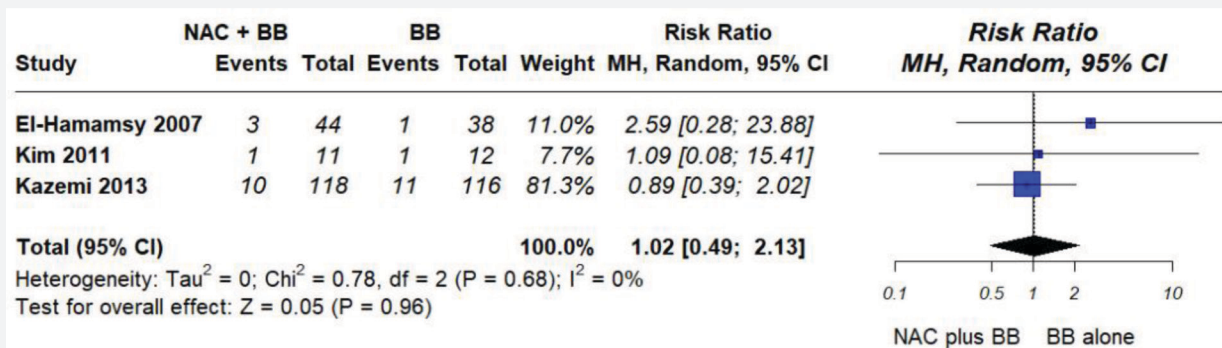 NAC + BB BB Risk Ratio Risk Ratio
Study Events Total Events Total Weight MH, Random, 95% CI MH, Random, 95% CI
El-Hamamsy 2007 3 44 1 38 11.0% 2.59 [0.28; 23.88]
Kim 2011 1 11 1 12 7.7% 1.09 [0.08; 15.41]
Kazemi 2013 10 118 11 116 81.3% 0.89 [0.39; 2.02]
Total (95% CI) 100.0% 1.02 [0.49; 2.13]
Heterogeneity: Tau² = 0; Chi² = 0.78, df = 2 (P = 0.68); I² = 0%
Test for overall effect: Z = 0.05 (P = 0.96)
0.1 0.5 1 2 10
NAC plus BB BB alone